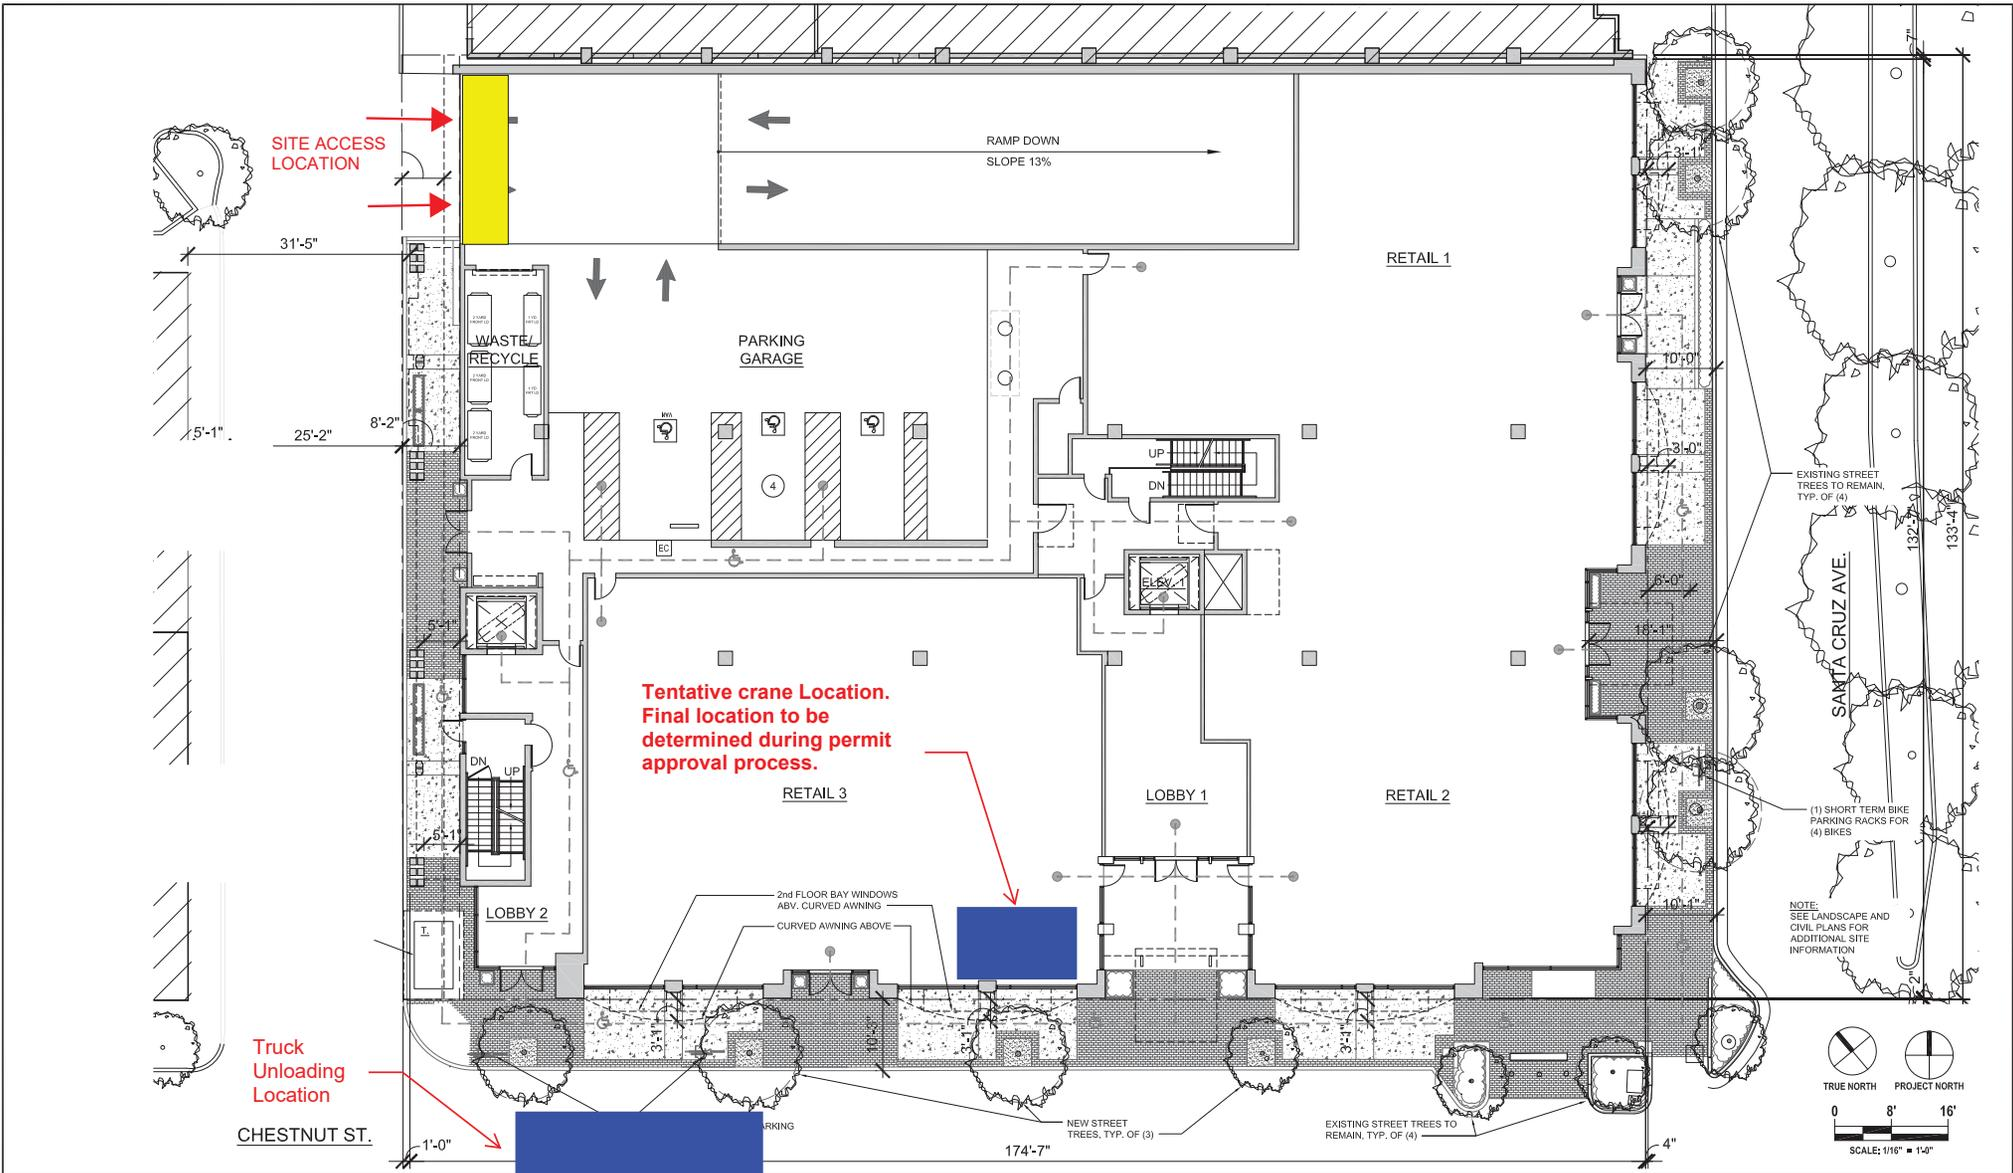 7"
SITE ACCESS
LOCATION
RAMP DOWN
SLOPE 13%
3'-1"
31'-5"
RETAIL 1
WASTE/
RECYCLE
PARKING
GARAGE
10'-0"
VAN
5'-1"
25'-2"
8'-2"
4
UP
DN
3'-0"
EXISTING STREET
TREES TO REMAIN,
TYP. OF (4)
133'-4"
EC
ELEV. 1
6'-0"
5'-1"
18'-1"
SANTA CRUZ AVE.
Tentative crane Location.
Final location to be
determined during permit
approval process.
DN
UP
RETAIL 3
LOBBY 1
RETAIL 2
(1) SHORT TERM BIKE
PARKING RACKS FOR
(4) BIKES
5'-1"
2nd FLOOR BAY WINDOWS
ABV. CURVED AWNING
CURVED AWNING ABOVE
LOBBY 2
T.
10'-1"
NOTE:
SEE LANDSCAPE AND
CIVIL PLANS FOR
ADDITIONAL SITE
INFORMATION
3'-1"
10'-2"
3'-1"
3'-1"
Truck
Unloading
Location
TRUE NORTH
PROJECT NORTH
0 8' 16'
SCALE: 1/16" = 1'-0"
NEW STREET
TREES, TYP. OF (3)
EXISTING STREET TREES TO
REMAIN, TYP. OF (4)
CHESTNUT ST.
1'-0"
174'-7"
4"